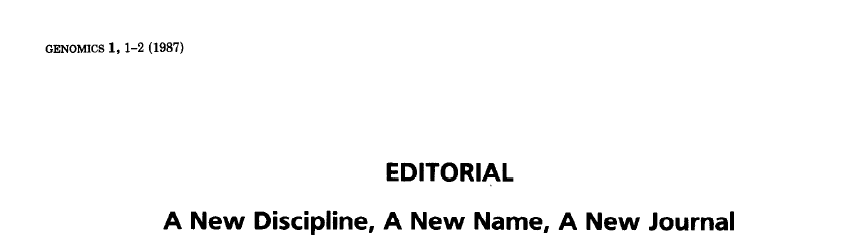 GENOMICS 1, 1–2 (1987)
EDITORIAL
A New Discipline, A New Name, A New Journal